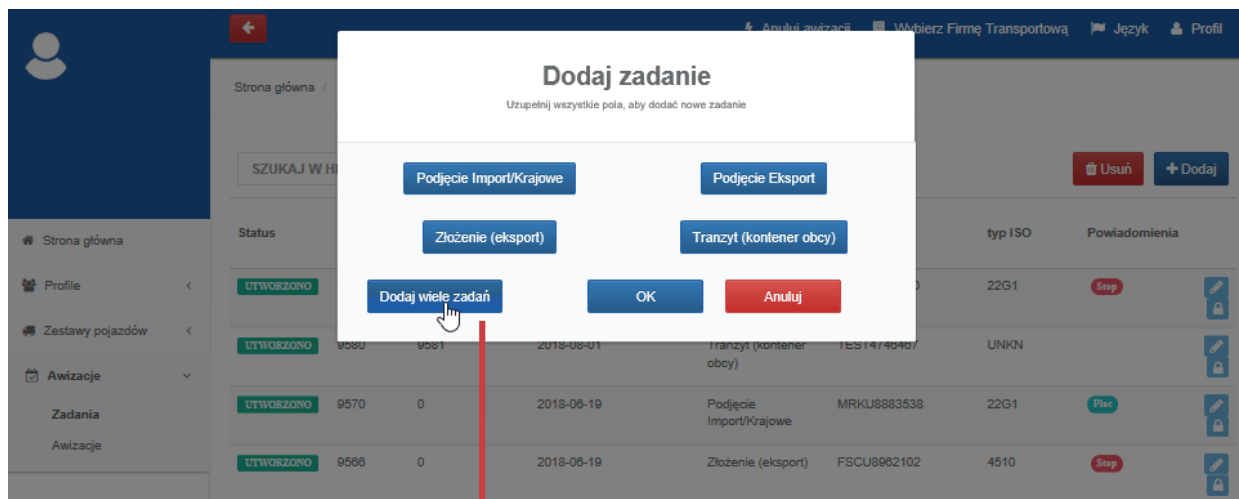 Anuluj awizacji Wybierz Firmę Transportową Język Profil
Dodaj zadanie
Uzupełnij wszystkie pola, aby dodać nowe zadanie
Strona główna /
Podjęcie Import/Krajowe Podjęcie Eksport
SZUKAJ W
Usuń Dodaj
Złożenie (eksport) Tranzyt (kontener obcy)
Status typ ISO Powiadomienia
Strona główna
Profile
Zestawy pojazdów
Awizacje
Zadania
Awizacje
Dodaj wiele zadań OK Anuluj
UTWORZONO 22G1 Stop
UTWORZONO 9580 9581 2018-08-01 Tranzyt (kontener TEST4746467 UNKN
obcy)
UTWORZONO 9570 0 2018-06-19 Podjęcie MRKU8883538 22G1 Plac
Import/Krajowe
UTWORZONO 9566 0 2018-06-19 Złożenie (eksport) FSCU8962102 4510 Stop